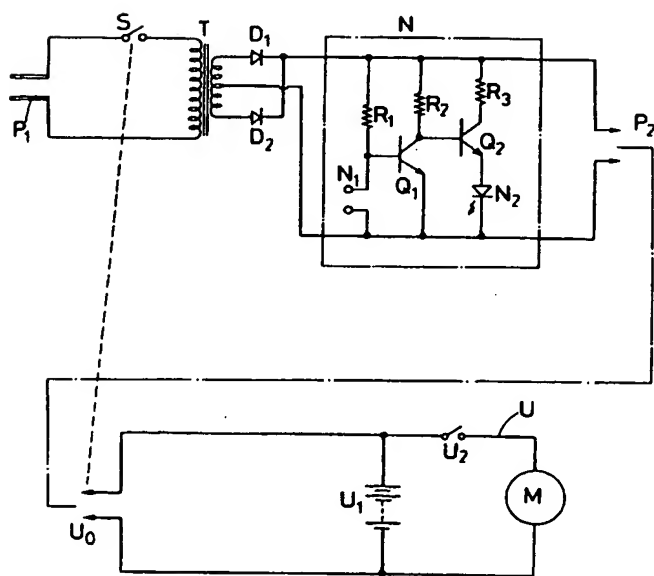 S T D₁ N
P₁ D₂ R₁ R₂ R₃ P₂
N₁ Q₁ Q₂ N₂
U
U₂
U₀ U₁ M